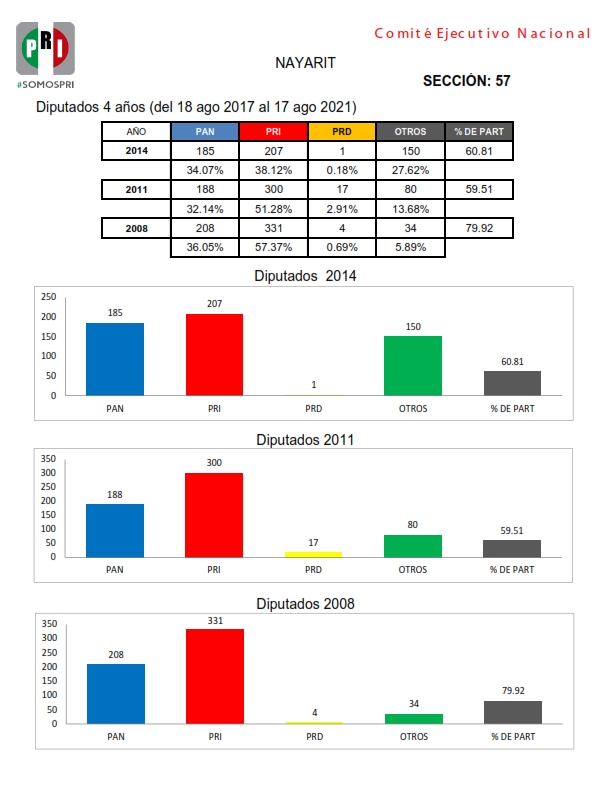 PRI
#SOMOSPRI
Comité Ejecutivo Nacional
NAYARIT
SECCIÓN: 57
Diputados 4 años (del 18 ago 2017 al 17 ago 2021)
AÑO PAN PRI PRD OTROS % DE PART
2014 185 207 1 150 60.81
34.07% 38.12% 0.18% 27.62%
2011 188 300 17 80 59.51
32.14% 51.28% 2.91% 13.68%
2008 208 331 4 34 79.92
36.05% 57.37% 0.69% 5.89%
Diputados 2014
250
200
150
100
50
0
185 207 1 150 60.81
PAN PRI PRD OTROS % DE PART
Diputados 2011
350
300
250
200
150
100
50
0
188 300 17 80 59.51
PAN PRI PRD OTROS % DE PART
Diputados 2008
350
300
250
200
150
100
50
0
208 331 4 34 79.92
PAN PRI PRD OTROS % DE PART